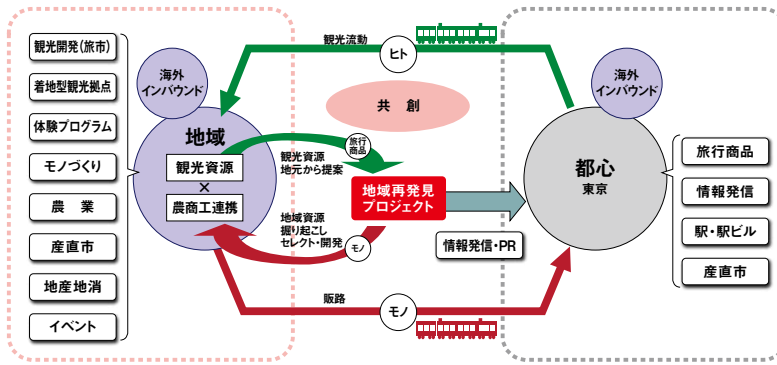 観光開発(旅市)
着地型観光拠点
体験プログラム
モノづくり
農 業
産直市
地産地消
イベント
海外
インバウンド
地域
観光資源
×
農商工連携
観光流動
ヒト
共 創
旅行
商品
観光資源
地元から提案
地域再発見
プロジェクト
地域資源
掘り起こし
セレクト・開発
モノ
情報発信・PR
販路
モノ
海外
インバウンド
都心
東京
旅行商品
情報発信
駅・駅ビル
産直市